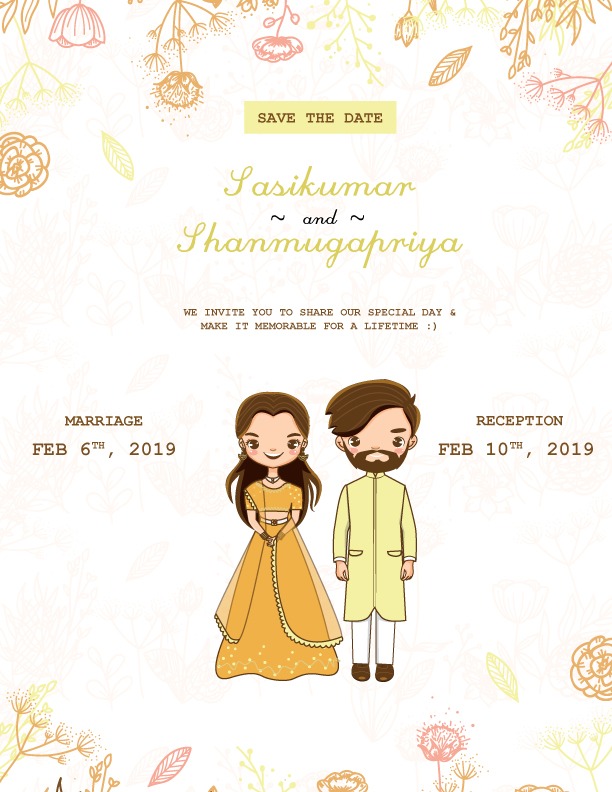 SAVE THE DATE
Sasikumar
~ and ~
Shanmugapriya
WE INVITE YOU TO SHARE OUR SPECIAL DAY &
MAKE IT MEMORABLE FOR A LIFETIME :)
MARRIAGE
FEB 6TH, 2019
RECEPTION
FEB 10TH, 2019